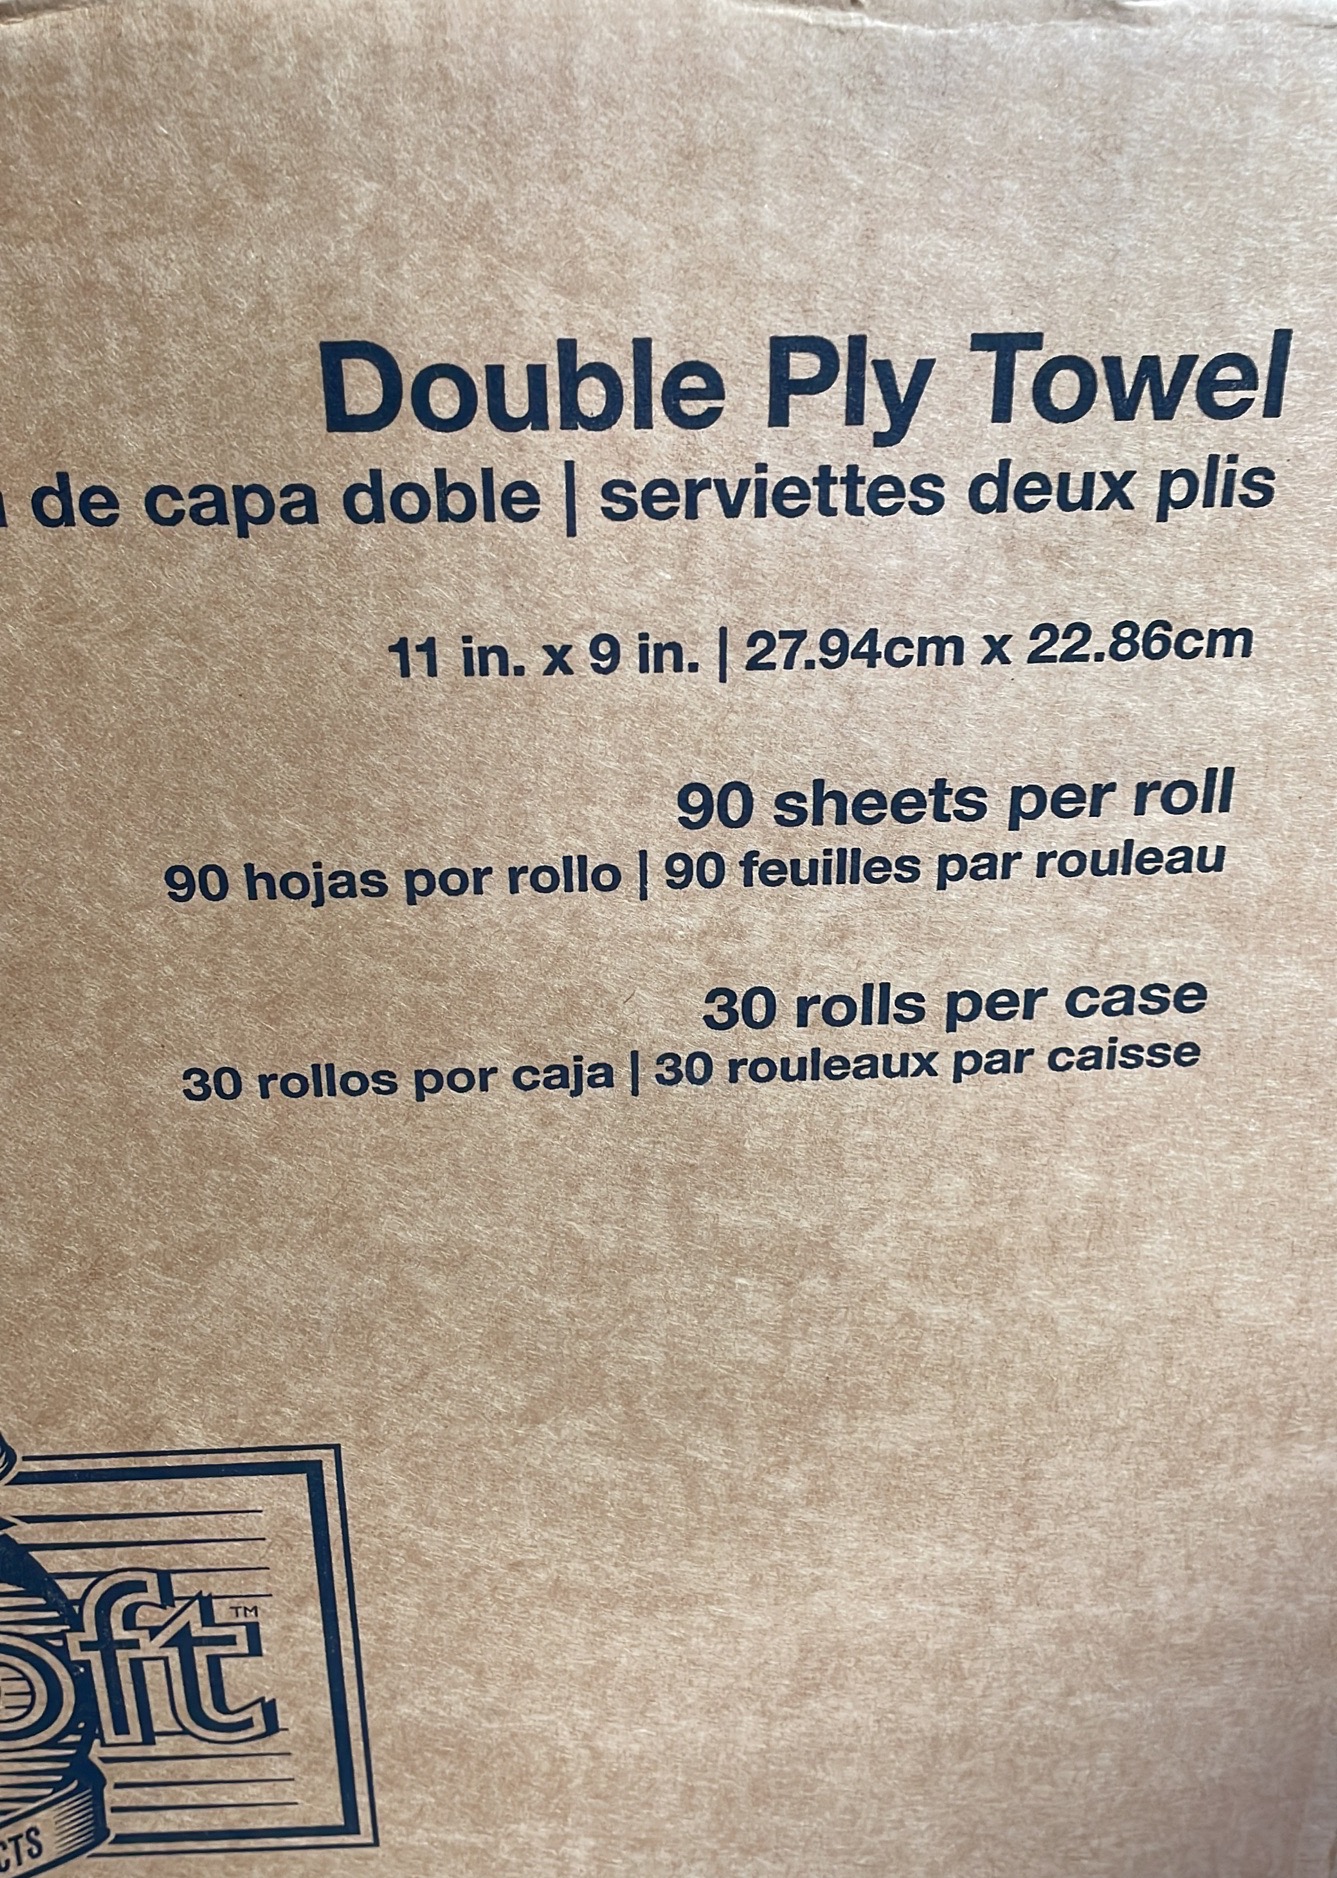 Double Ply Towel
de capa doble | serviettes deux plis
11 in. x 9 in. | 27.94cm x 22.86cm
90 sheets per roll
90 hojas por rollo | 90 feuilles par rouleau
30 rolls per case
30 rollos por caja | 30 rouleaux par caisse
oft™
CTS